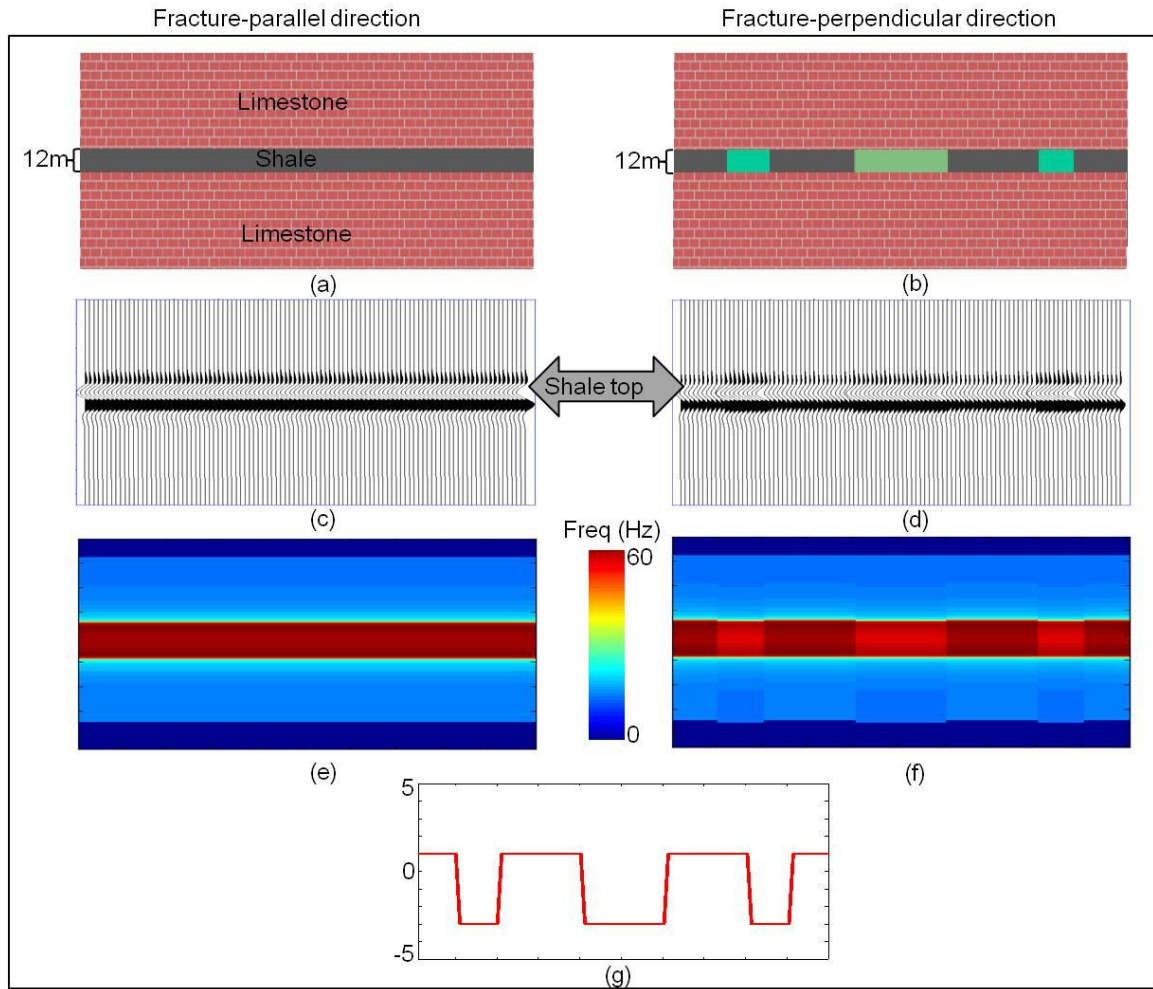 Fracture-parallel direction
Fracture-perpendicular direction
Limestone
12m
Shale
Limestone
(a)
12m
(b)
Shale top
(c)
(d)
Freq (Hz)
60
0
(e)
(f)
5
0
-5
(g)